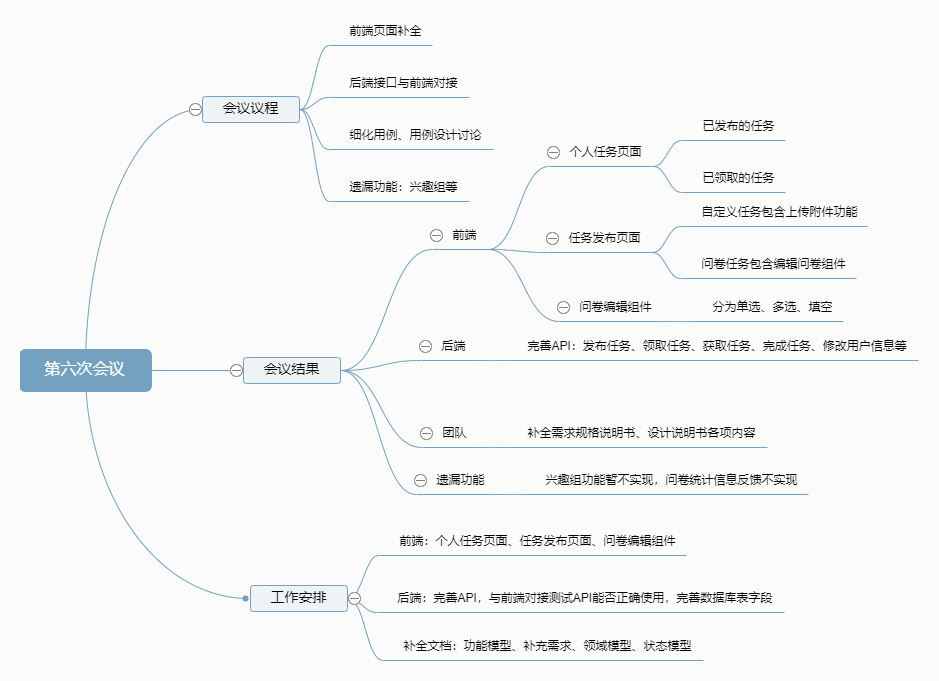 第六次会议
会议议程
前端页面补全
后端接口与前端对接
细化用例、用例设计讨论
遗漏功能：兴趣组等
会议结果
前端
个人任务页面
已发布的任务
已领取的任务
任务发布页面
自定义任务包含上传附件功能
问卷任务包含编辑问卷组件
问卷编辑组件
分为单选、多选、填空
后端
完善API：发布任务、领取任务、获取任务、完成任务、修改用户信息等
团队
补全需求规格说明书、设计说明书各项内容
遗漏功能
兴趣组功能暂不实现，问卷统计信息反馈不实现
工作安排
前端：个人任务页面、任务发布页面、问卷编辑组件
后端：完善API，与前端对接测试API能否正确使用，完善数据库表字段
补全文档：功能模型、补充需求、领域模型、状态模型